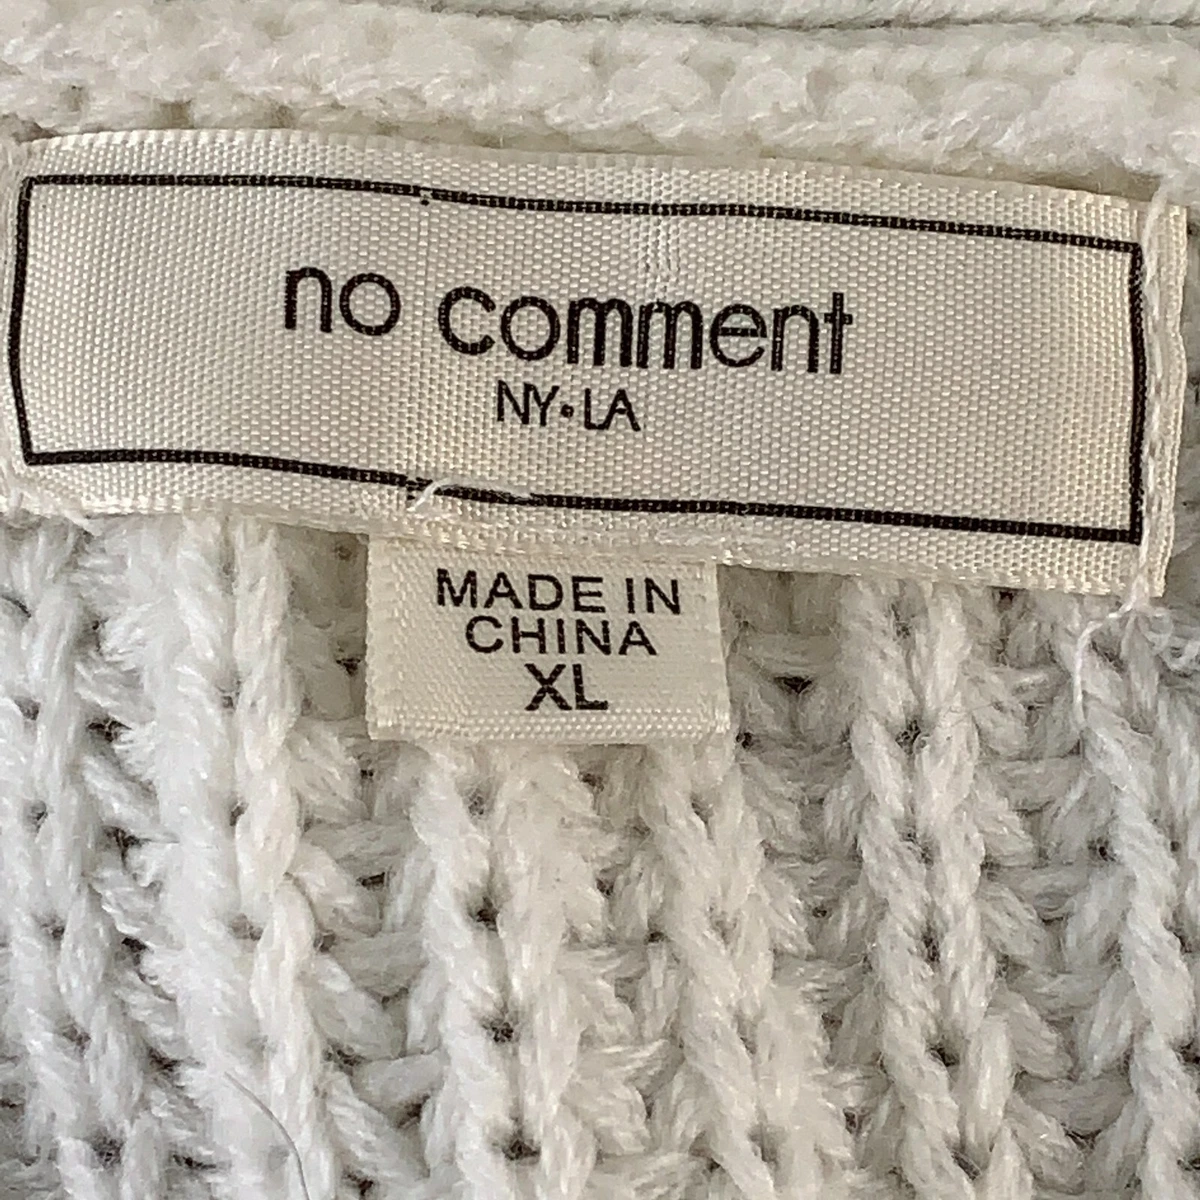 no comment
NY•LA
MADE IN
CHINA
XL